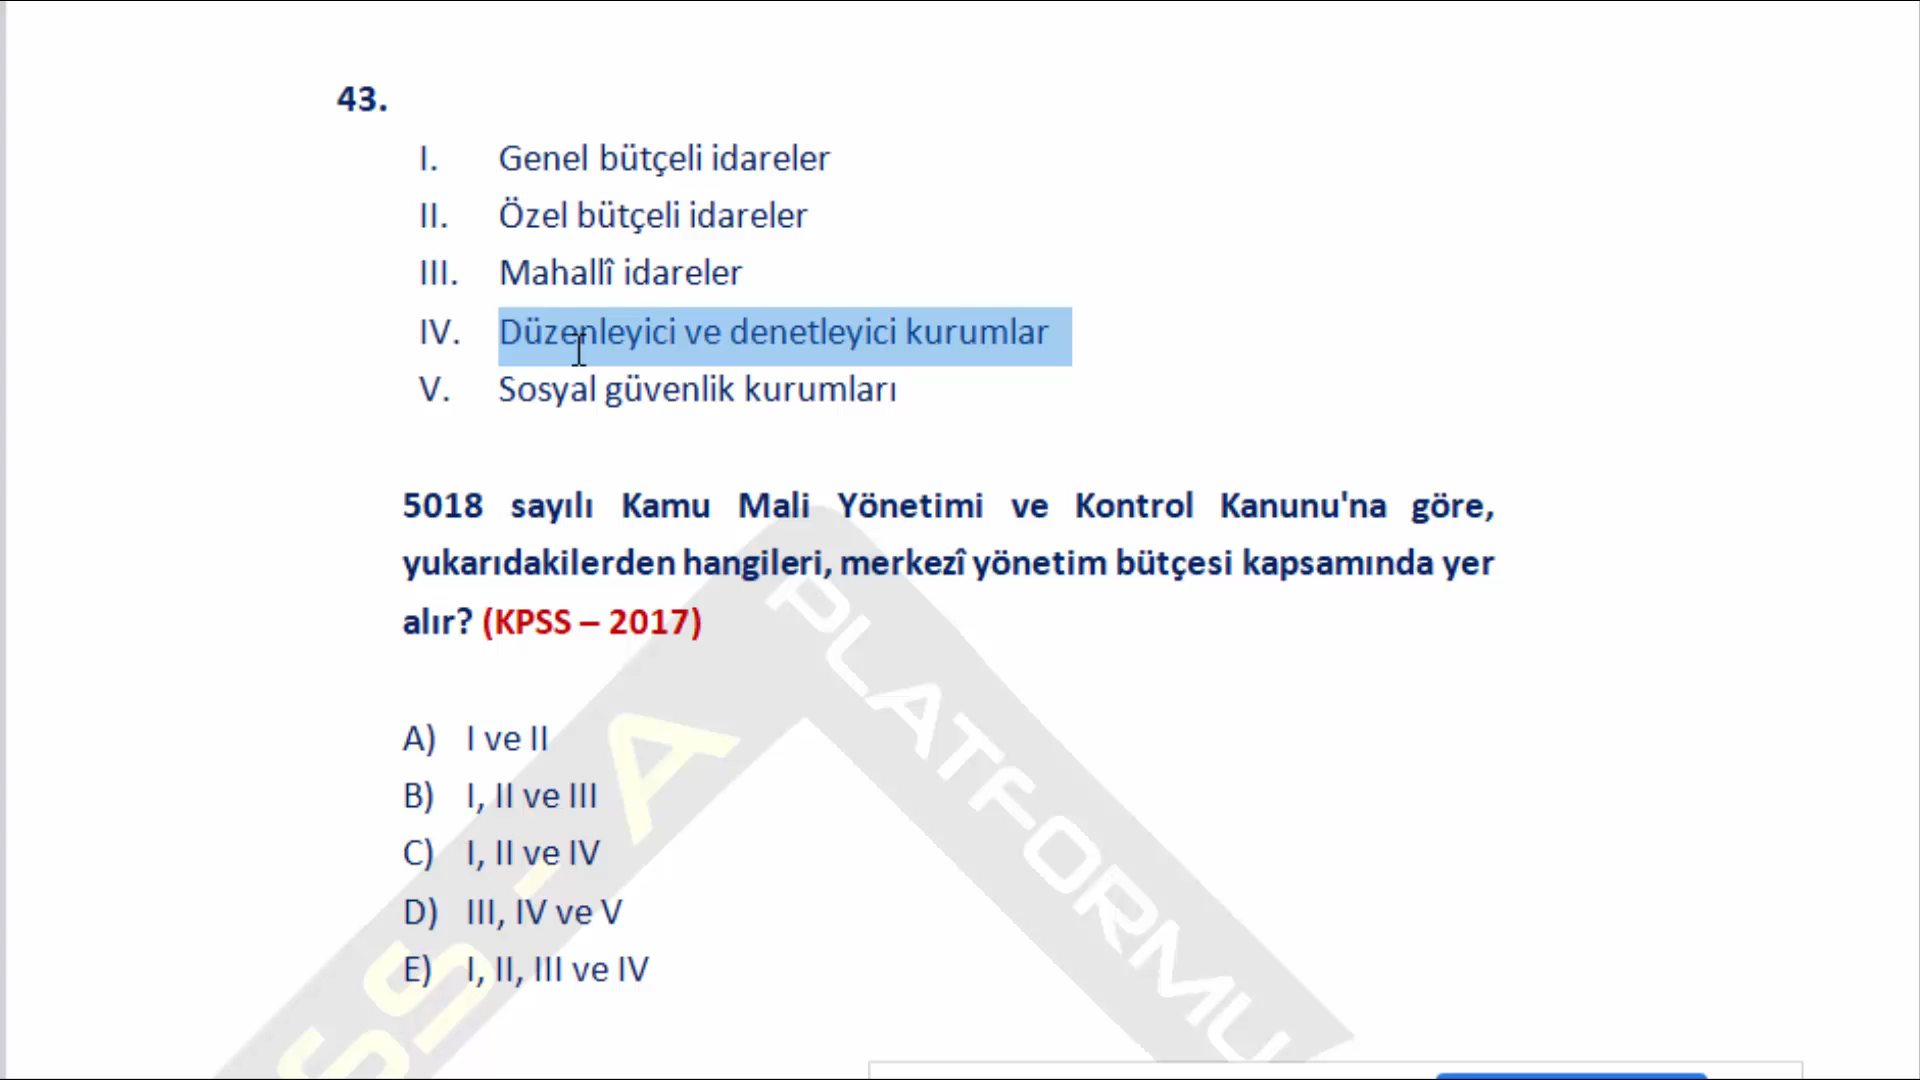 43.
I. Genel bütçeli idareler
II. Özel bütçeli idareler
III. Mahallî idareler
IV. Düzenleyici ve denetleyici kurumlar
V. Sosyal güvenlik kurumları
5018 sayılı Kamu Mali Yönetimi ve Kontrol Kanunu'na göre,
yukarıdakilerden hangileri, merkezî yönetim bütçesi kapsamında yer
alır? (KPSS – 2017)
A) I ve II
B) I, II ve III
C) I, II ve IV
D) III, IV ve V
E) I, II, III ve IV
SS - A
PLATFORMU